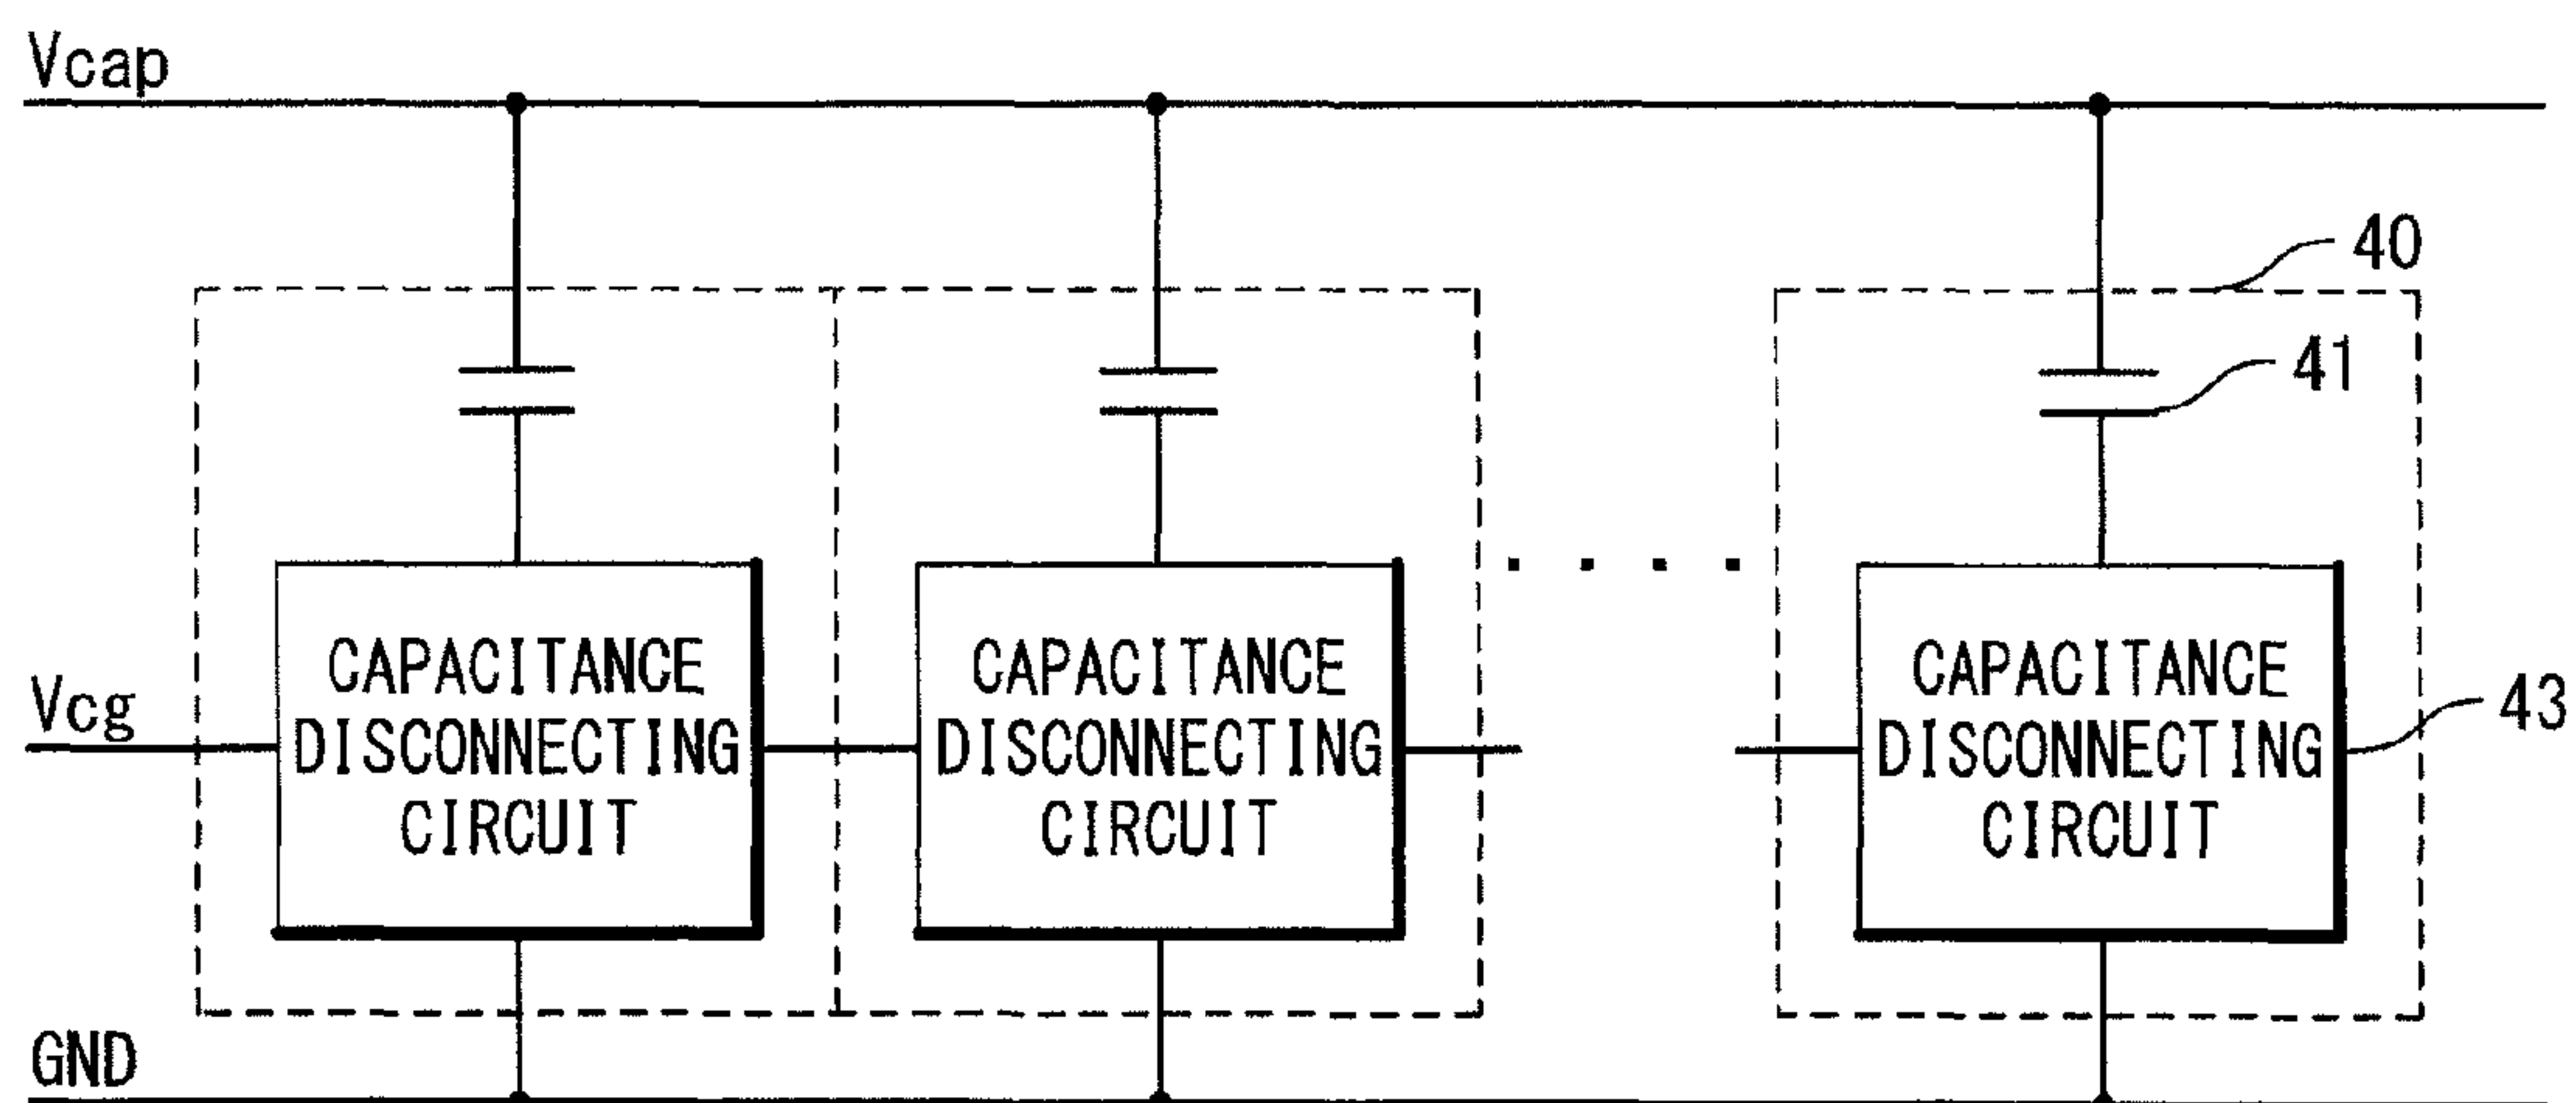 Vcap
40
41
CAPACITANCE
DISCONNECTING
CIRCUIT
CAPACITANCE
DISCONNECTING
CIRCUIT
CAPACITANCE
DISCONNECTING
CIRCUIT
Vcg
43
GND